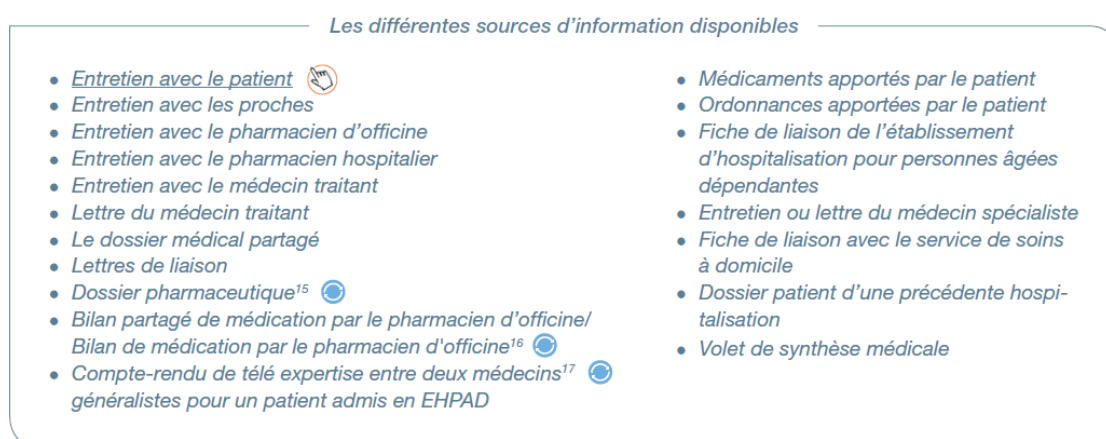 Les différentes sources d’information disponibles
• Entretien avec le patient
• Entretien avec les proches
• Entretien avec le pharmacien d’officine
• Entretien avec le pharmacien hospitalier
• Entretien avec le médecin traitant
• Lettre du médecin traitant
• Le dossier médical partagé
• Lettres de liaison
• Dossier pharmaceutique¹⁵
• Bilan partagé de médication par le pharmacien d’officine/
Bilan de médication par le pharmacien d'officine¹⁶
• Compte-rendu de télé expertise entre deux médecins¹⁷
généralistes pour un patient admis en EHPAD
• Médicaments apportés par le patient
• Ordonnances apportées par le patient
• Fiche de liaison de l’établissement
d’hospitalisation pour personnes âgées
dépendantes
• Entretien ou lettre du médecin spécialiste
• Fiche de liaison avec le service de soins
à domicile
• Dossier patient d’une précédente hospi-
talisation
• Volet de synthèse médicale